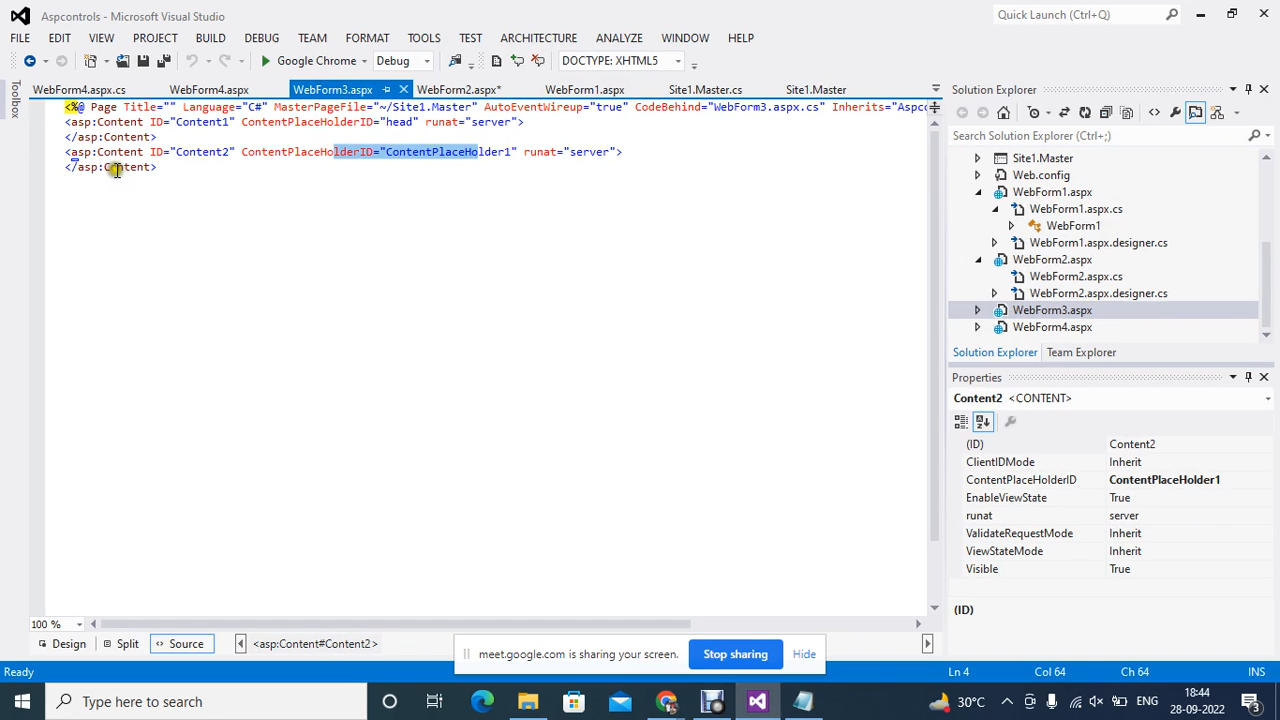 Aspcontrols - Microsoft Visual Studio
Quick Launch (Ctrl+Q)
FILE EDIT VIEW PROJECT BUILD DEBUG TEAM FORMAT TOOLS TEST ARCHITECTURE ANALYZE WINDOW HELP
Google Chrome Debug DOCTYPE: XHTML5
Toolbox
WebForm4.aspx.cs WebForm4.aspx WebForm3.aspx WebForm2.aspx* WebForm1.aspx Site1.Master.cs Site1.Master
<%@ Page Title="" Language="C#" MasterPageFile="~/Site1.Master" AutoEventWireup="true" CodeBehind="WebForm3.aspx.cs" Inherits="Aspco
<asp:Content ID="Content1" ContentPlaceHolderID="head" runat="server">
</asp:Content>
<asp:Content ID="Content2" ContentPlaceHolderID="ContentPlaceHolder1" runat="server">
</asp:Content>
100 %
Design Split Source <asp:Content#Content2>
Solution Explorer
Search Solution Explorer (Ctrl+;)
Site1.Master
Web.config
WebForm1.aspx
WebForm1.aspx.cs
WebForm1
WebForm1.aspx.designer.cs
WebForm2.aspx
WebForm2.aspx.cs
WebForm2.aspx.designer.cs
WebForm3.aspx
WebForm4.aspx
Solution Explorer Team Explorer
Properties
Content2 <CONTENT>
(ID) Content2
ClientIDMode Inherit
ContentPlaceHolderID ContentPlaceHolder1
EnableViewState True
runat server
ValidateRequestMode Inherit
ViewStateMode Inherit
Visible True
(ID)
meet.google.com is sharing your screen. Stop sharing Hide
Ready Ln 4 Col 64 Ch 64 INS
Type here to search
30°C
18:44
28-09-2022
3